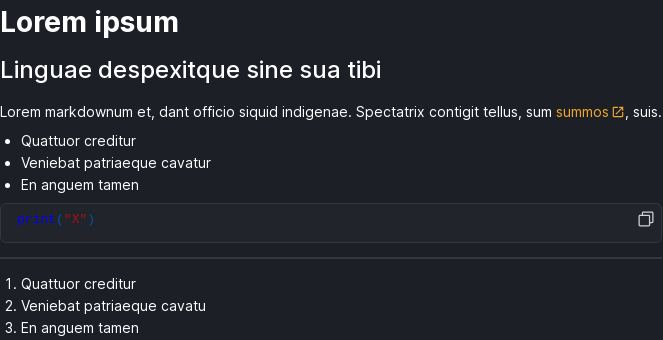 Lorem ipsum
Linguae despexitque sine sua tibi
Lorem markdownum et, dant officio siquid indigenae. Spectatrix contigit tellus, sum summos, suis.
• Quattuor creditur
• Veniebat patriaeque cavatur
• En anguem tamen
print("X")
1. Quattuor creditur
2. Veniebat patriaeque cavatu
3. En anguem tamen